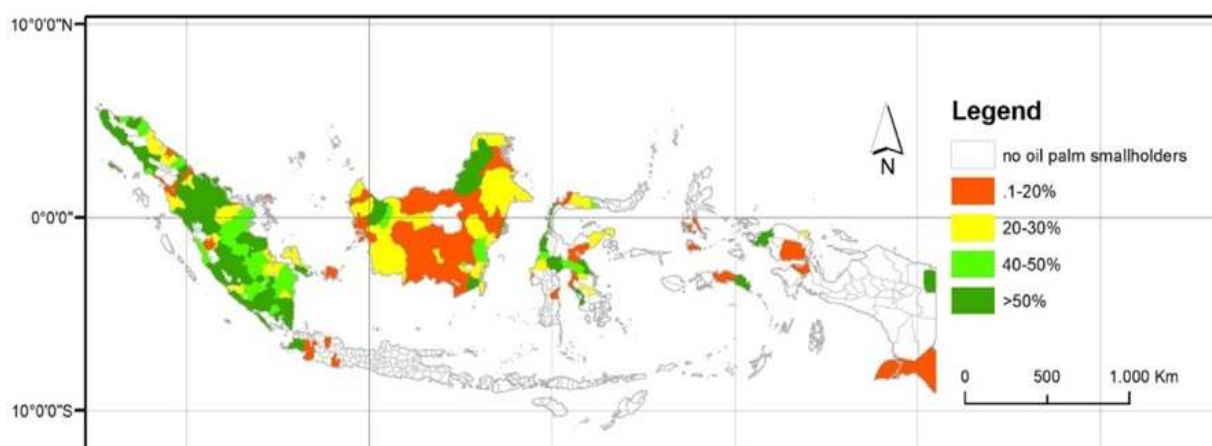 10°0'0"N
0°0'0"
10°0'0"S
N
Legend
no oil palm smallholders
.1-20%
20-30%
40-50%
>50%
0 500 1.000 Km